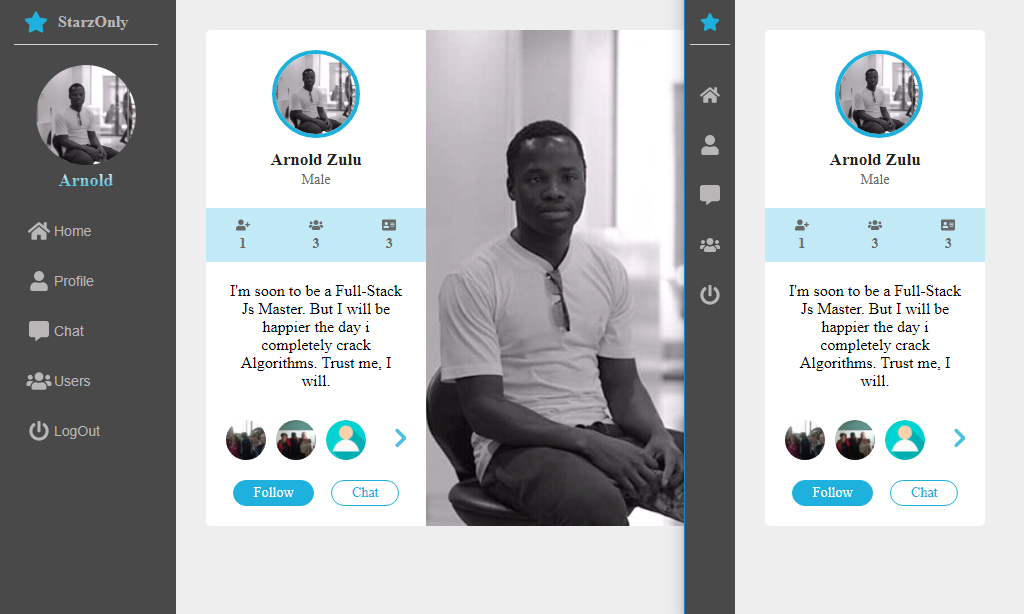 StarzOnly
Arnold
Home
Profile
Chat
Users
LogOut
Arnold Zulu
Male
1 3 3
I'm soon to be a Full-Stack
Js Master. But I will be
happier the day i
completely crack
Algorithms. Trust me, I
will.
Follow Chat
Arnold Zulu
Male
1 3 3
I'm soon to be a Full-Stack
Js Master. But I will be
happier the day i
completely crack
Algorithms. Trust me, I
will.
Follow Chat